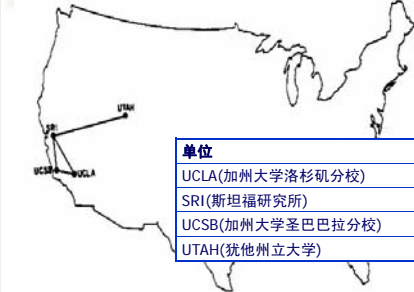 UTAH
SRI
UCSB
UCLA
单位
UCLA(加州大学洛杉矶分校)
SRI(斯坦福研究所)
UCSB(加州大学圣巴巴拉分校)
UTAH(犹他州立大学)